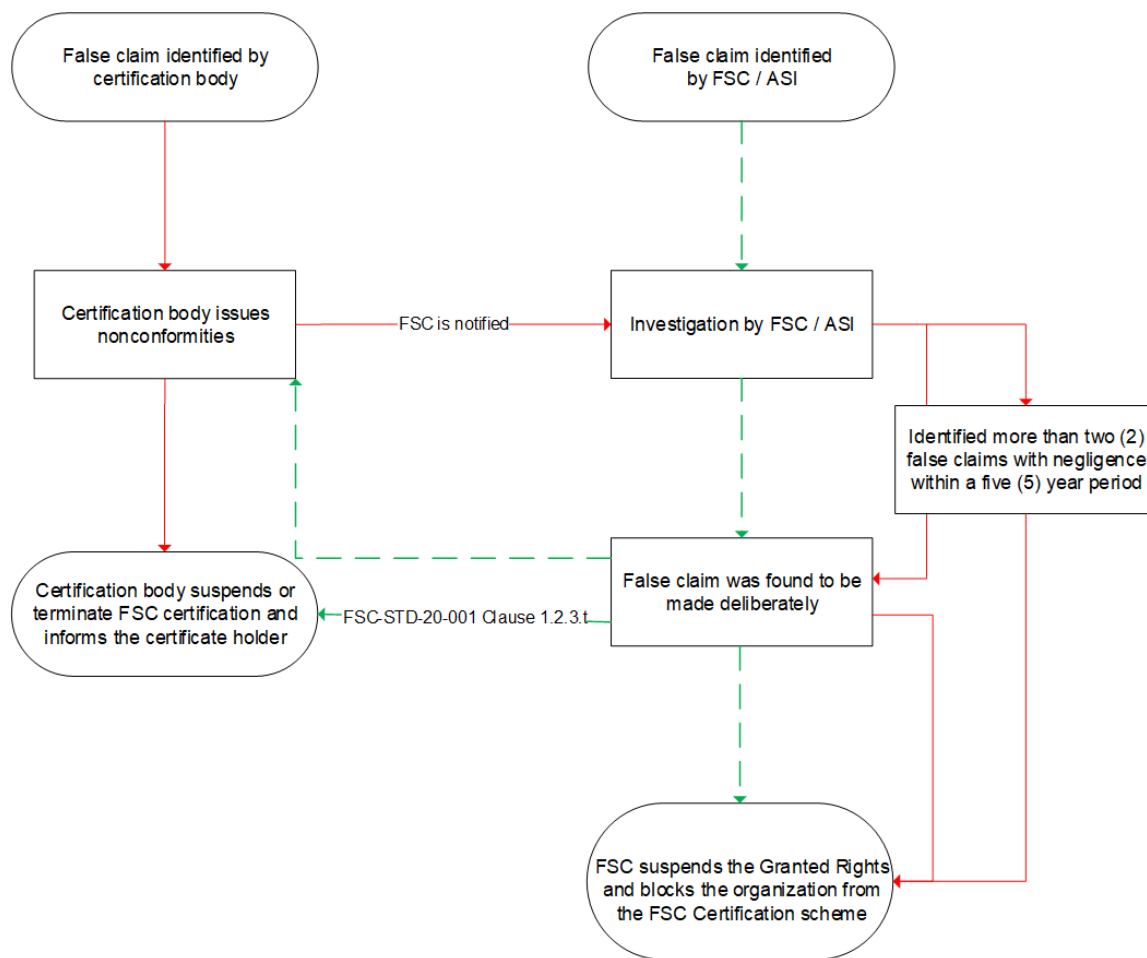 False claim identified by
certification body
False claim identified
by FSC / ASI
Certification body issues
nonconformities
FSC is notified
Investigation by FSC / ASI
Identified more than two (2)
false claims with negligence
within a five (5) year period
False claim was found to be
made deliberately
Certification body suspends or
terminate FSC certification and
informs the certificate holder
FSC-STD-20-001 Clause 1.2.3.t
FSC suspends the Granted Rights
and blocks the organization from
the FSC Certification scheme